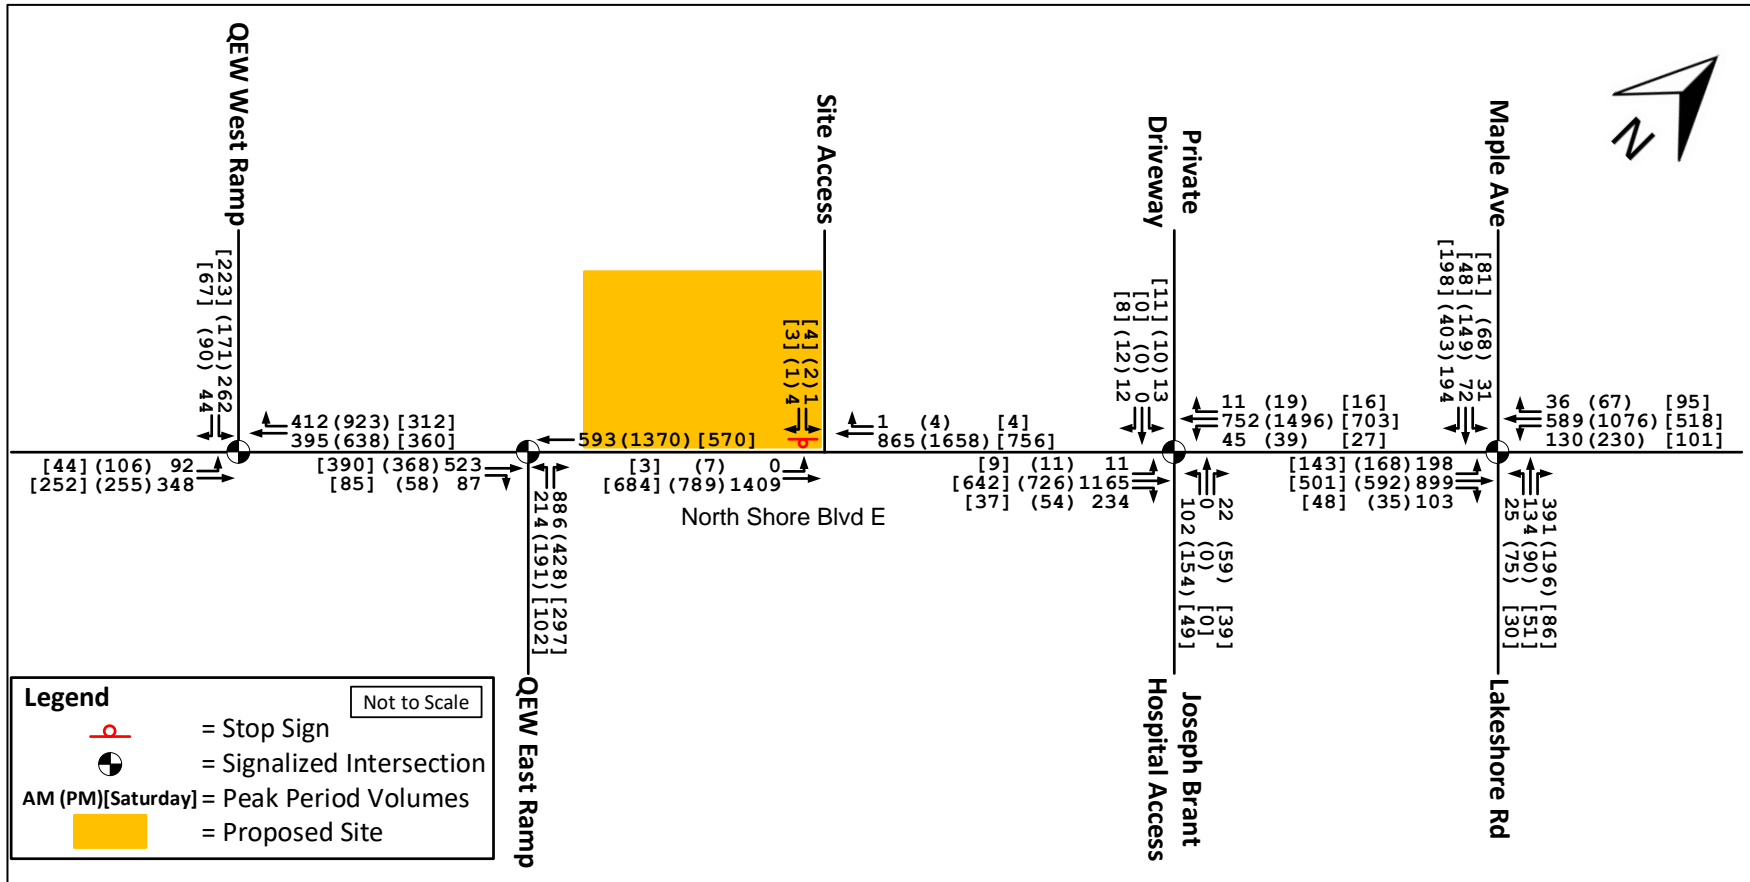 QEW West Ramp
Site Access
Private
Driveway
Maple Ave
N
[223] (171) 262
[67] (90) 44
412 (923) [312]
395 (638) [360]
[44] (106) 92
[252] (255) 348
[390] (368) 523
[85] (58) 87
593 (1370) [570]
886 (428) [297]
214 (191) [102]
[4] (2) 1
[3] (1) 4
1 (4) [4]
865 (1658) [756]
[3] (7) 0
[684] (789) 1409
North Shore Blvd E
[11] (10) 13
[0] (0) 0
[8] (12) 12
11 (19) [16]
752 (1496) [703]
45 (39) [27]
[9] (11) 11
[642] (726) 1165
[37] (54) 234
22 (59) [39]
0 (0) [0]
102 (154) [49]
[81] (68) 31
[48] (149) 72
[198] (403) 194
36 (67) [95]
589 (1076) [518]
130 (230) [101]
[143] (168) 198
[501] (592) 899
[48] (35) 103
391 (196) [86]
134 (90) [51]
25 (75) [30]
QEW East Ramp
Joseph Brant
Hospital Access
Lakeshore Rd
Legend
Not to Scale
= Stop Sign
= Signalized Intersection
AM (PM)[Saturday] = Peak Period Volumes
= Proposed Site